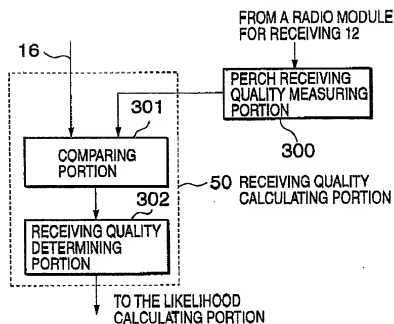 FROM A RADIO MODULE
FOR RECEIVING 12
16
PERCH RECEIVING
QUALITY MEASURING
PORTION
301
300
COMPARING
PORTION
50 RECEIVING QUALITY
CALCULATING PORTION
302
RECEIVING QUALITY
DETERMINING
PORTION
TO THE LIKELIHOOD
CALCULATING PORTION